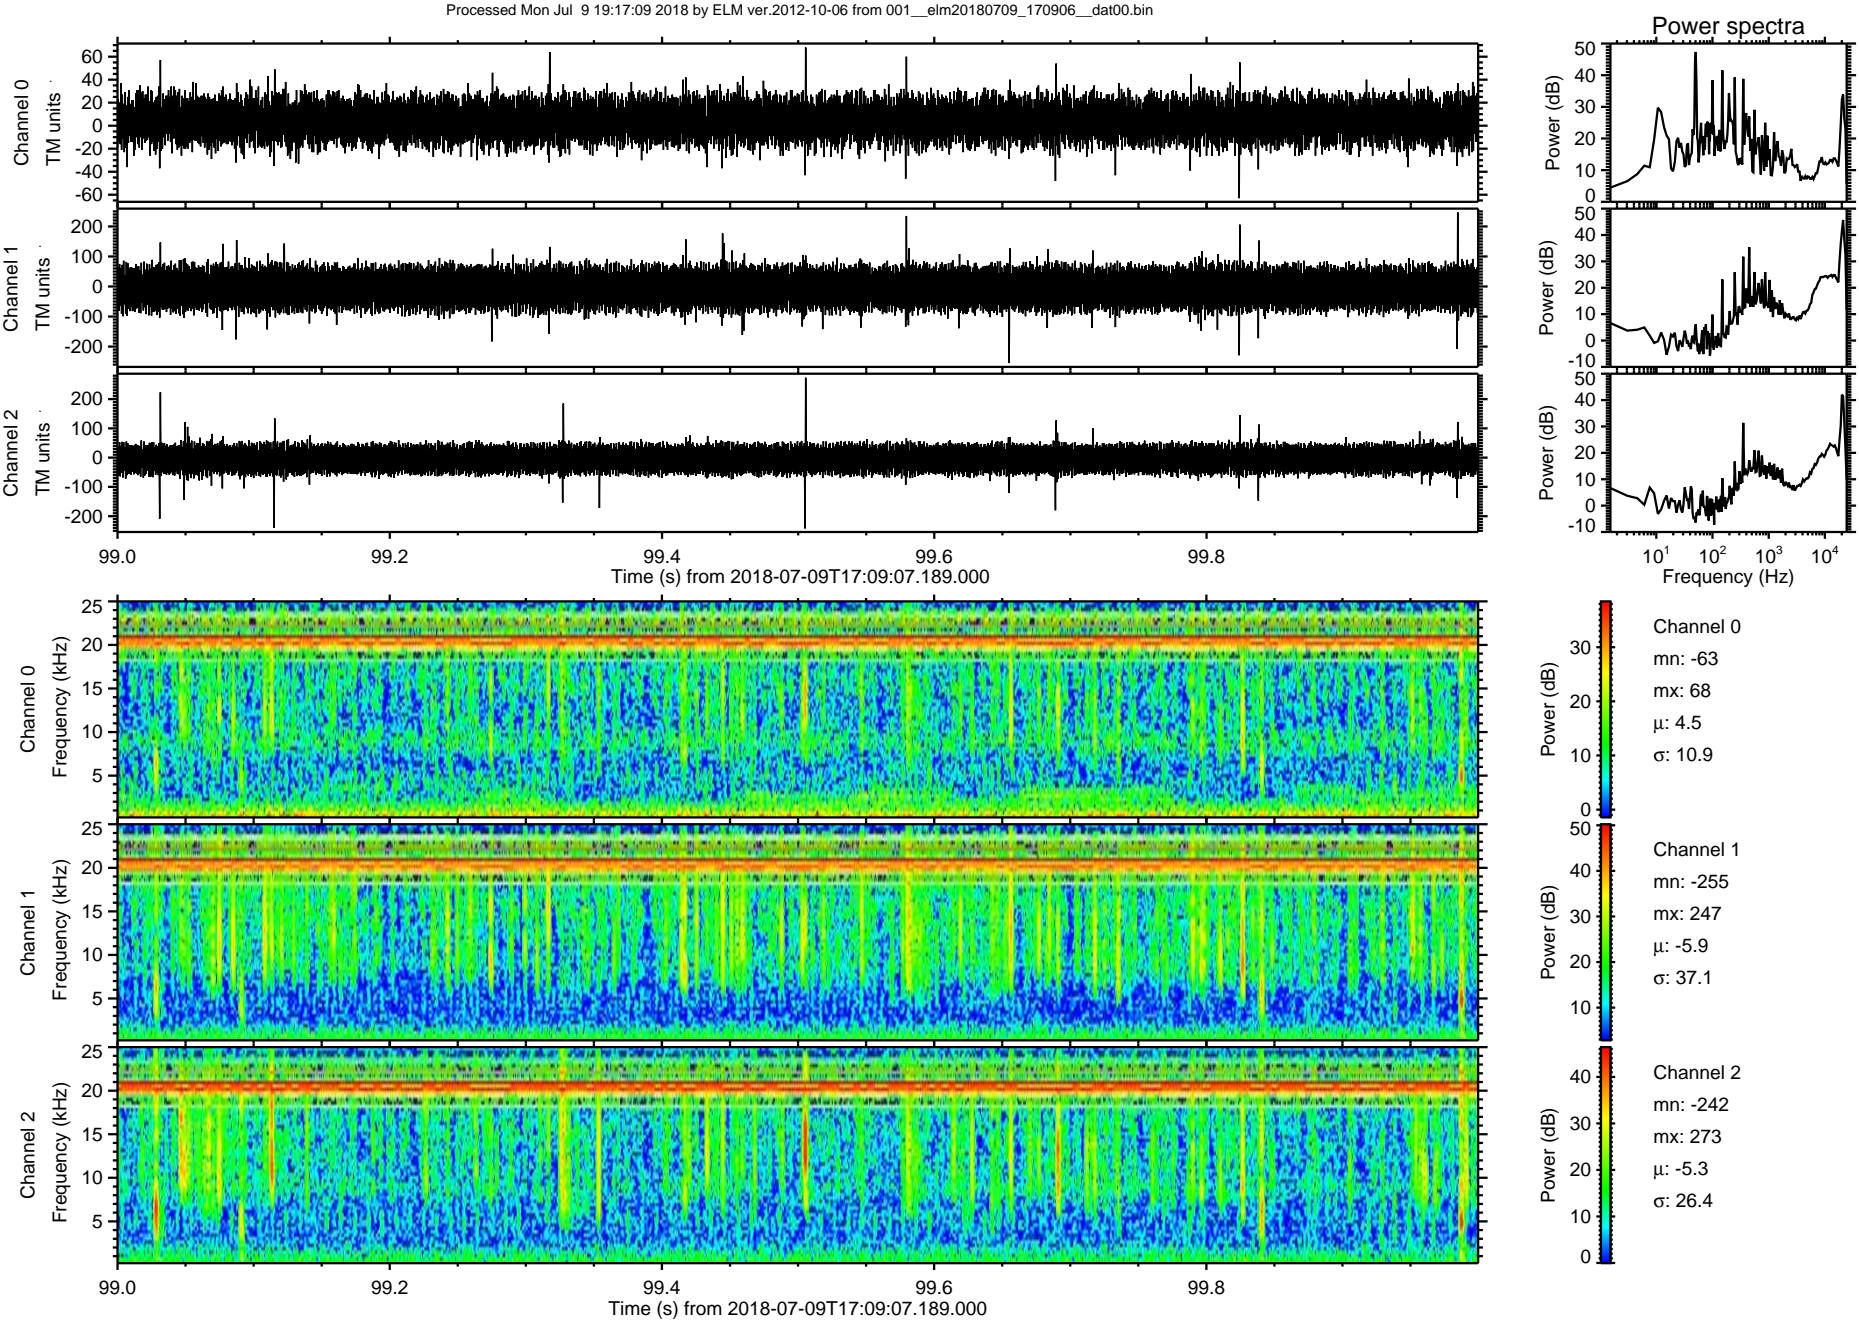 Processed Mon Jul  9 19:17:09 2018 by ELM ver.2012-10-06 from 001__elm20180709_170906__dat00.bin
Power spectra
Channel 0
TM units
60
40
20
0
-20
-40
-60
Power (dB)
50
40
30
20
10
0
Channel 1
TM units
200
100
0
-100
-200
Power (dB)
50
40
30
20
10
0
-10
Channel 2
TM units
200
100
0
-100
-200
Power (dB)
50
40
30
20
10
0
-10
99.0 99.2 99.4 99.6 99.8
Time (s) from 2018-07-09T17:09:07.189.000
10^1 10^2 10^3 10^4
Frequency (Hz)
Channel 0
Frequency (kHz)
25
20
15
10
5
Power (dB)
30
20
10
0
Channel 0
mn: -63
mx: 68
μ: 4.5
σ: 10.9
Channel 1
Frequency (kHz)
25
20
15
10
5
Power (dB)
50
40
30
20
10
Channel 1
mn: -255
mx: 247
μ: -5.9
σ: 37.1
Channel 2
Frequency (kHz)
25
20
15
10
5
Power (dB)
40
30
20
10
0
Channel 2
mn: -242
mx: 273
μ: -5.3
σ: 26.4
99.0 99.2 99.4 99.6 99.8
Time (s) from 2018-07-09T17:09:07.189.000